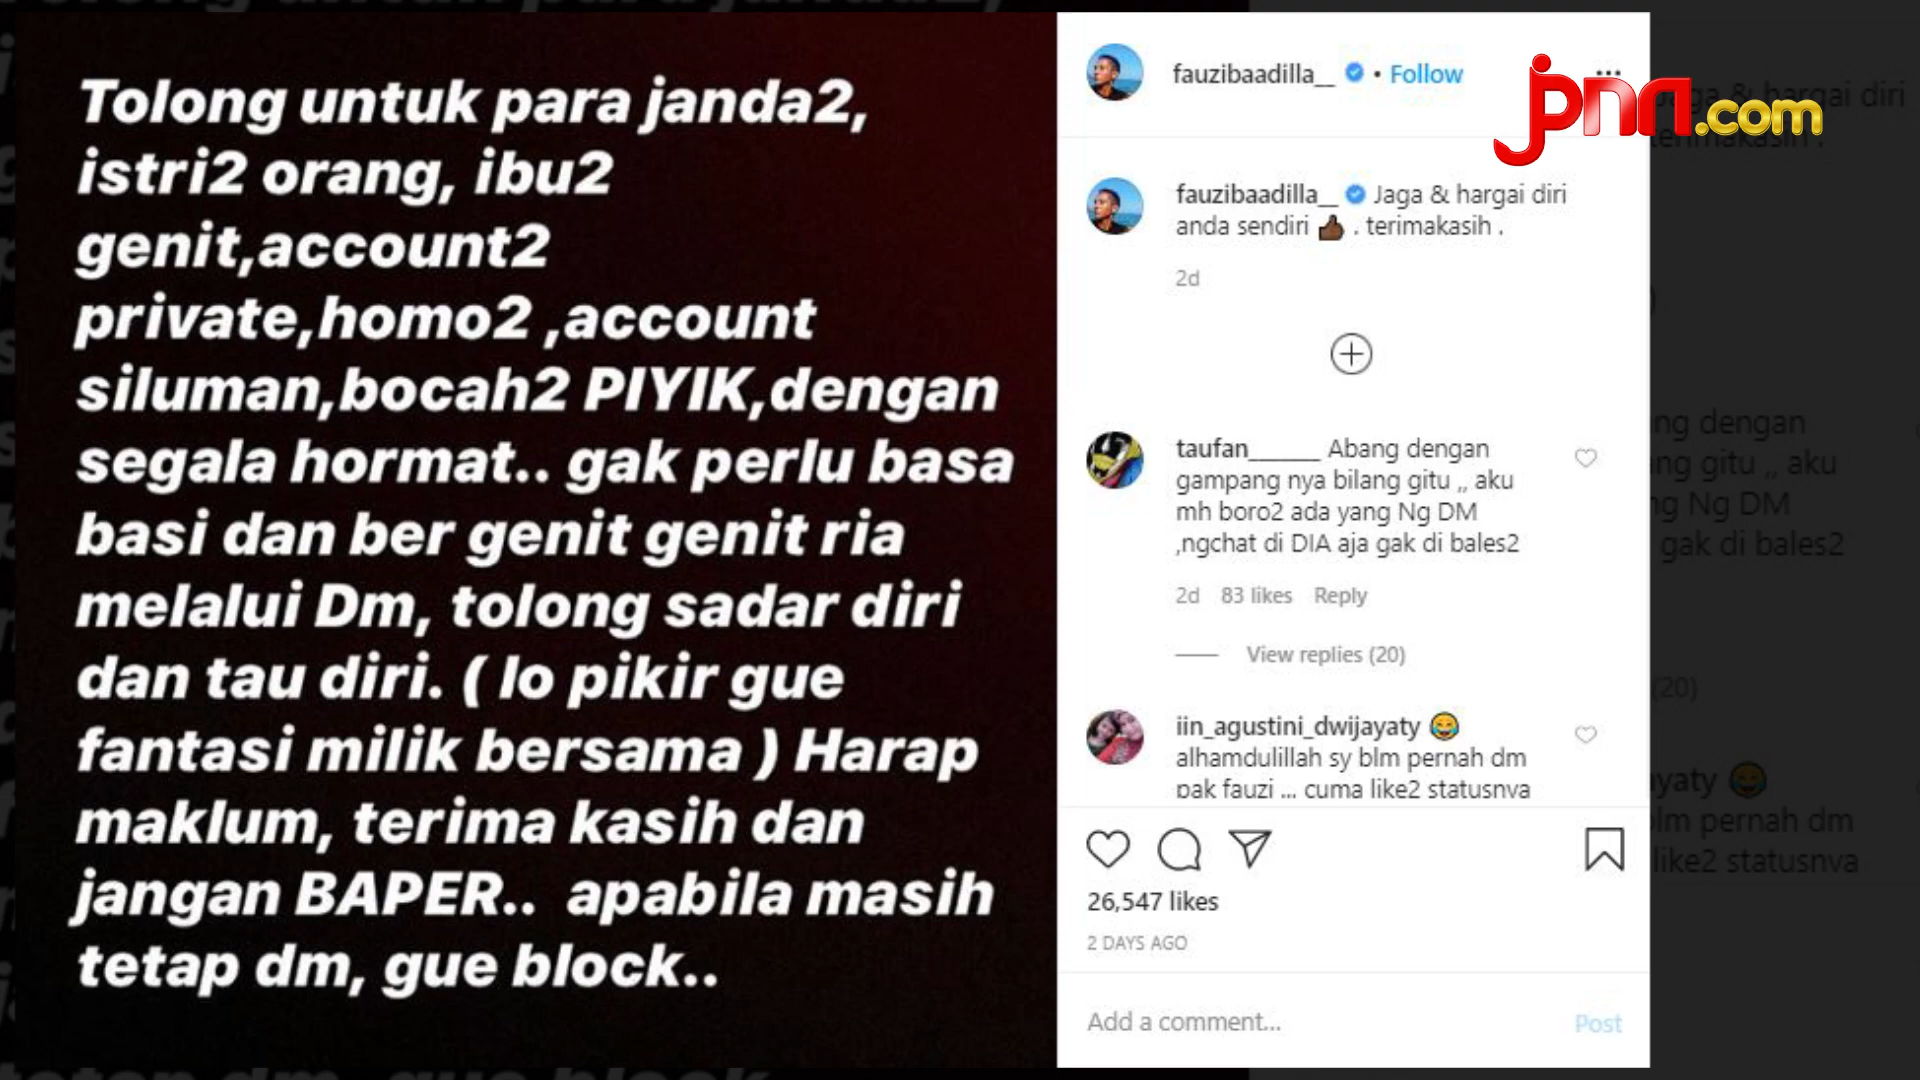 Tolong untuk para janda2,
istri2 orang, ibu2
genit,account2
private,homo2 ,account
siluman,bocah2 PIYIK,dengan
segala hormat.. gak perlu basa
basi dan ber genit genit ria
melalui Dm, tolong sadar diri
dan tau diri. ( lo pikir gue
fantasi milik bersama ) Harap
maklum, terima kasih dan
jangan BAPER..  apabila masih
tetap dm, gue block..
fauzibaadilla__ • Follow
jpnn.com
fauzibaadilla__ Jaga & hargai diri
anda sendiri 👍🏿 . terimakasih .
2d
taufan______ Abang dengan
gampang nya bilang gitu ,, aku
mh boro2 ada yang Ng DM
,ngchat di DIA aja gak di bales2
2d 83 likes Reply
View replies (20)
iin_agustini_dwijayaty 😂
alhamdulillah sy blm pernah dm
pak fauzi ... cuma like2 statusnya
26,547 likes
2 DAYS AGO
Add a comment... Post